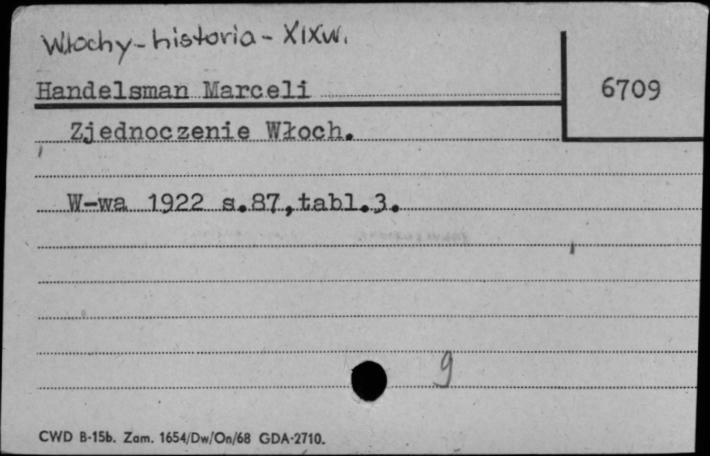 Włochy - historia - XIXw.
Handelsman Marceli
6709
Zjednoczenie Włoch.
W-wa 1922 s.87,tabl.3.
9
CWD B-15b. Zam. 1654/Dw/On/68 GDA-2710.